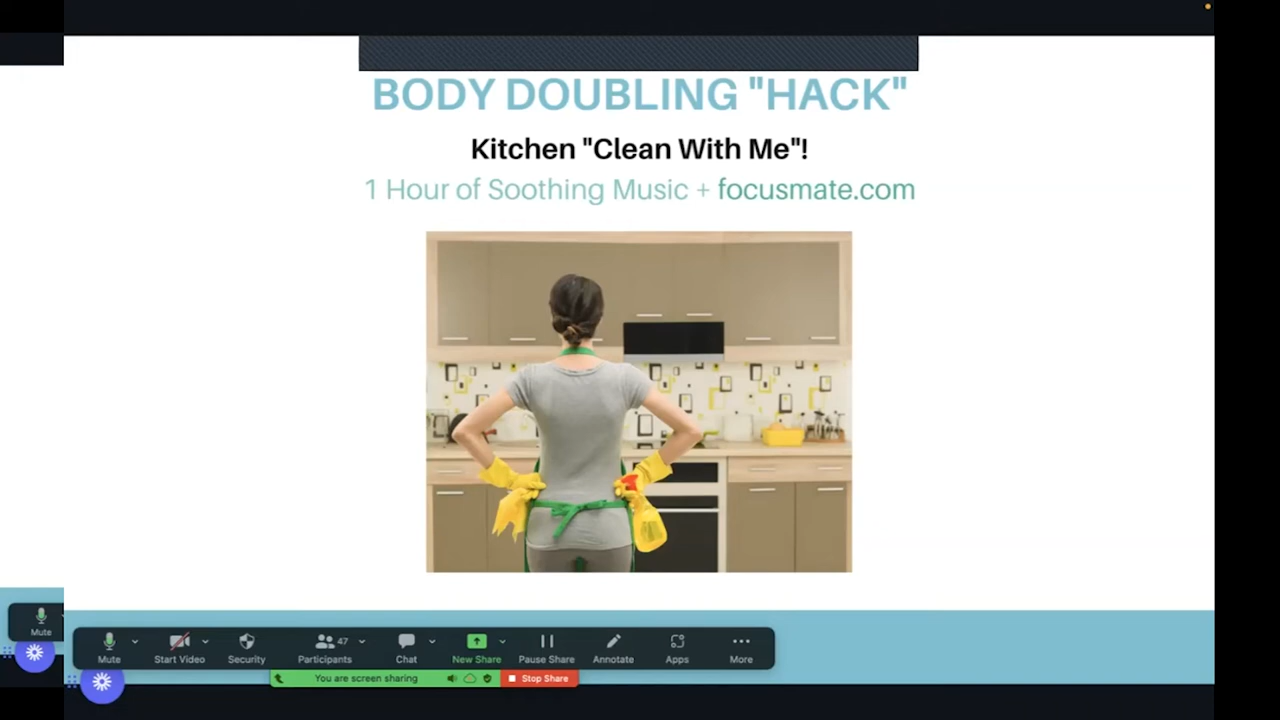 BODY DOUBLING "HACK"
Kitchen "Clean With Me"!
1 Hour of Soothing Music + focusmate.com
Mute
Mute
Start Video
Security
47
Participants
Chat
New Share
Pause Share
Annotate
Apps
More
You are screen sharing
Stop Share